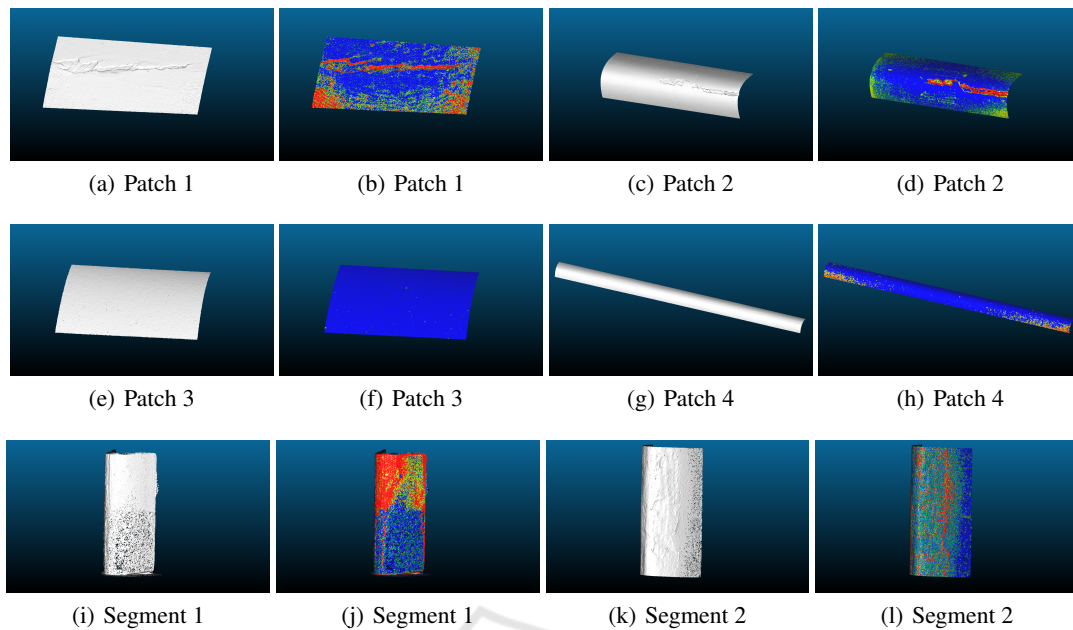 (a) Patch 1
(b) Patch 1
(c) Patch 2
(d) Patch 2
(e) Patch 3
(f) Patch 3
(g) Patch 4
(h) Patch 4
(i) Segment 1
(j) Segment 1
(k) Segment 2
(l) Segment 2